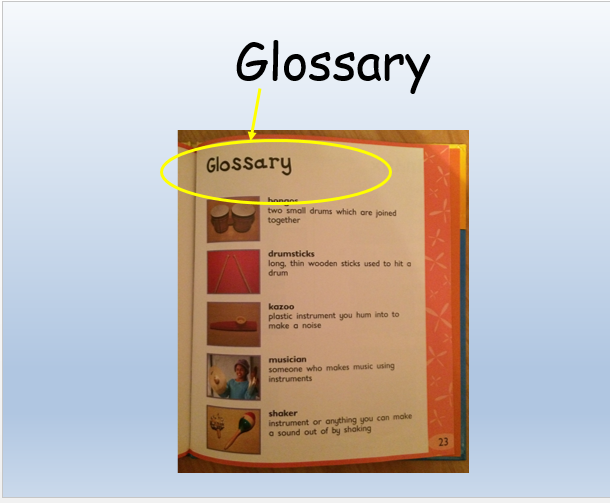 Glossary
Glossary
bongos
two small drums which are joined
together
drumsticks
long, thin wooden sticks used to hit a
drum
kazoo
plastic instrument you hum into to
make a noise
musician
someone who makes music using
instruments
shaker
instrument or anything you can make
a sound out of by shaking
23